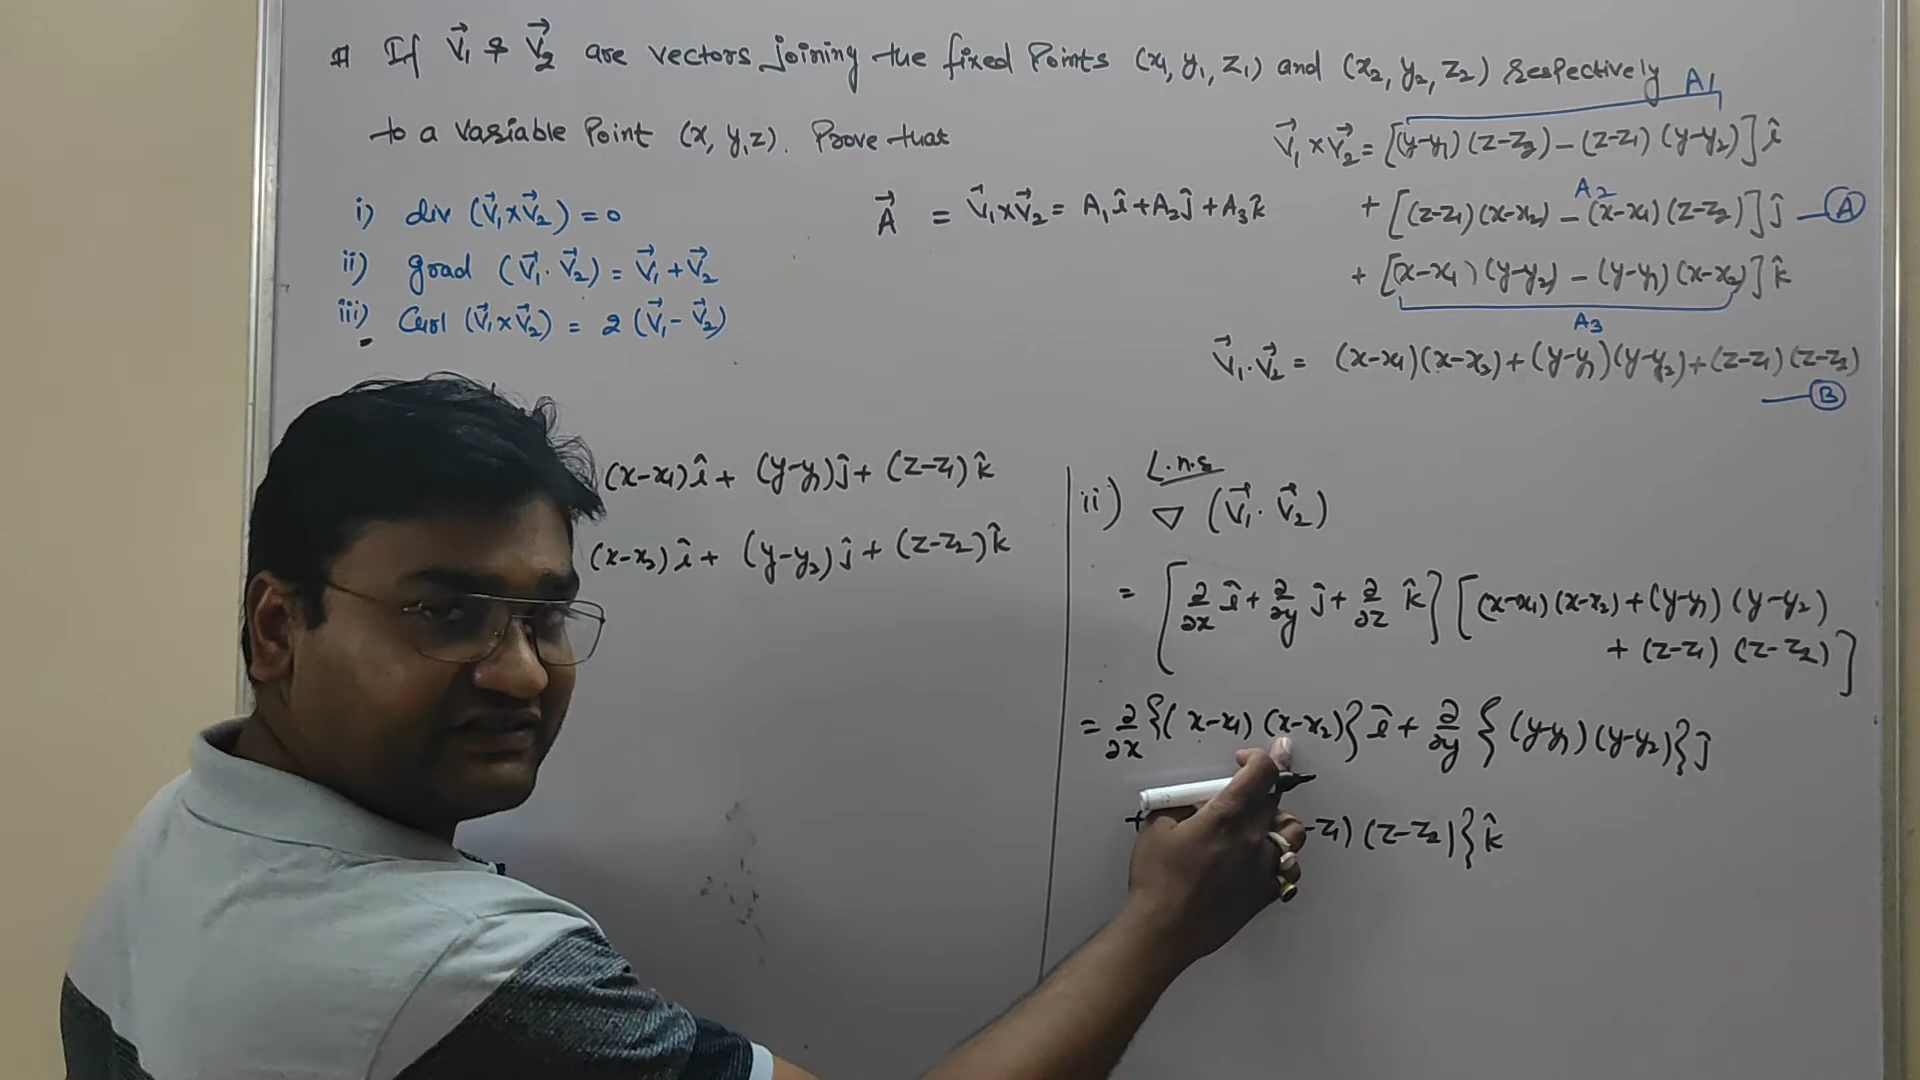 # If V⃗₁ & V⃗₂ are vectors joining the fixed Points (x₁, y₁, z₁) and (x₂, y₂, z₂) respectively
to a variable Point (x, y, z). Prove that
i) div (V⃗₁×V⃗₂) = 0
ii) grad (V⃗₁·V⃗₂) = V⃗₁+V⃗₂
iii) Curl (V⃗₁×V⃗₂) = 2 (V⃗₁-V⃗₂)
A⃗ = V⃗₁×V⃗₂ = A₁î+A₂ĵ+A₃k̂
A₁
V⃗₁×V⃗₂ = [(y-y₁)(z-z₂)-(z-z₁)(y-y₂)]î
A₂
+ [(z-z₁)(x-x₂)-(x-x₁)(z-z₂)]ĵ —Ⓐ
+ [(x-x₁)(y-y₂)-(y-y₁)(x-x₂)]k̂
A₃
V⃗₁·V⃗₂ = (x-x₁)(x-x₂)+(y-y₁)(y-y₂)+(z-z₁)(z-z₂)
—Ⓑ
(x-x₁)î+(y-y₁)ĵ+(z-z₁)k̂
(x-x₂)î+(y-y₂)ĵ+(z-z₂)k̂
L.H.S
ii) ∇ (V⃗₁·V⃗₂)
= [∂/∂x î+∂/∂y ĵ+∂/∂z k̂] [(x-x₁)(x-x₂)+(y-y₁)(y-y₂)
+(z-z₁)(z-z₂)]
= ∂/∂x {(x-x₁)(x-x₂)}î+∂/∂y {(y-y₁)(y-y₂)}ĵ
+ -z₁)(z-z₂)}k̂